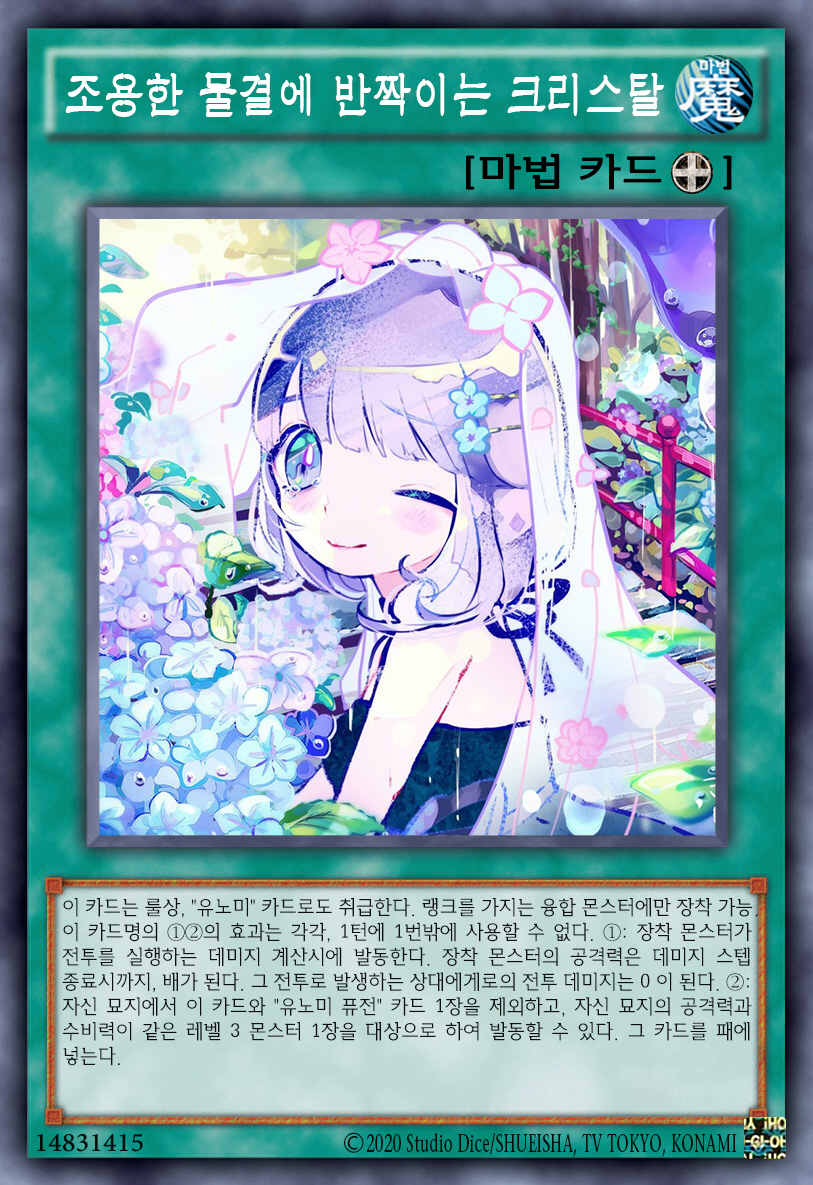 조용한 물결에 반짝이는 크리스탈
마법
魔
[마법 카드 ]
이 카드는 룰상, "유노미" 카드로도 취급한다. 랭크를 가지는 융합 몬스터에만 장착 가능.
이 카드명의 ①②의 효과는 각각, 1턴에 1번밖에 사용할 수 없다. ①: 장착 몬스터가
전투를 실행하는 데미지 계산시에 발동한다. 장착 몬스터의 공격력은 데미지 스텝
종료시까지, 배가 된다. 그 전투로 발생하는 상대에게로의 전투 데미지는 0 이 된다. ②:
자신 묘지에서 이 카드와 "유노미 퓨전" 카드 1장을 제외하고, 자신 묘지의 공격력과
수비력이 같은 레벨 3 몬스터 1장을 대상으로 하여 발동할 수 있다. 그 카드를 패에
넣는다.
14831415
©2020 Studio Dice/SHUEISHA, TV TOKYO, KONAMI